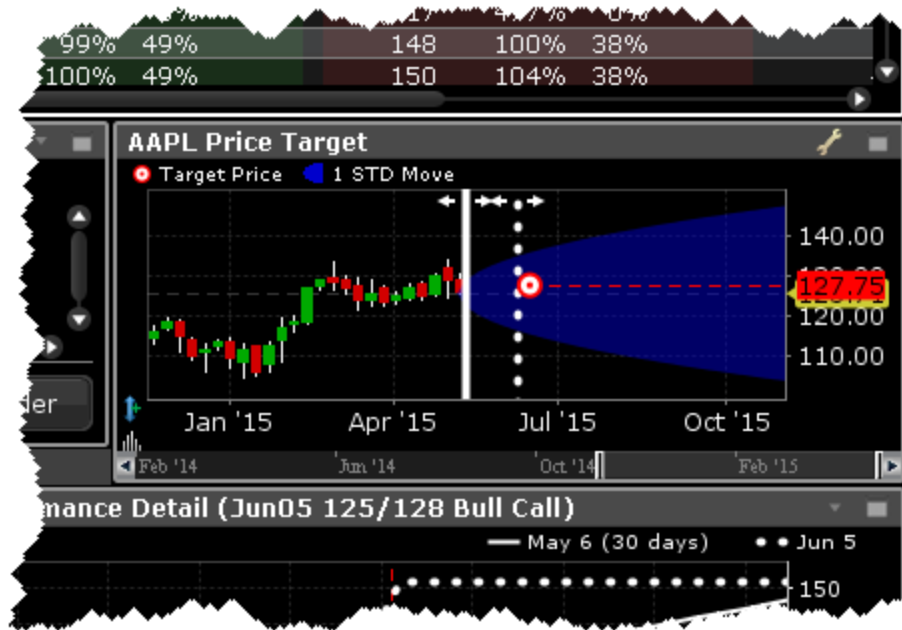 99% 49% 148 100% 38%
100% 49% 150 104% 38%
AAPL Price Target
Target Price 1 STD Move
140.00
127.75
120.00
110.00
Jan '15 Apr '15 Jul '15 Oct '15
Feb '14 Jun '14 Oct '14 Feb '15
mance Detail (Jun05 125/128 Bull Call)
May 6 (30 days) Jun 5
150